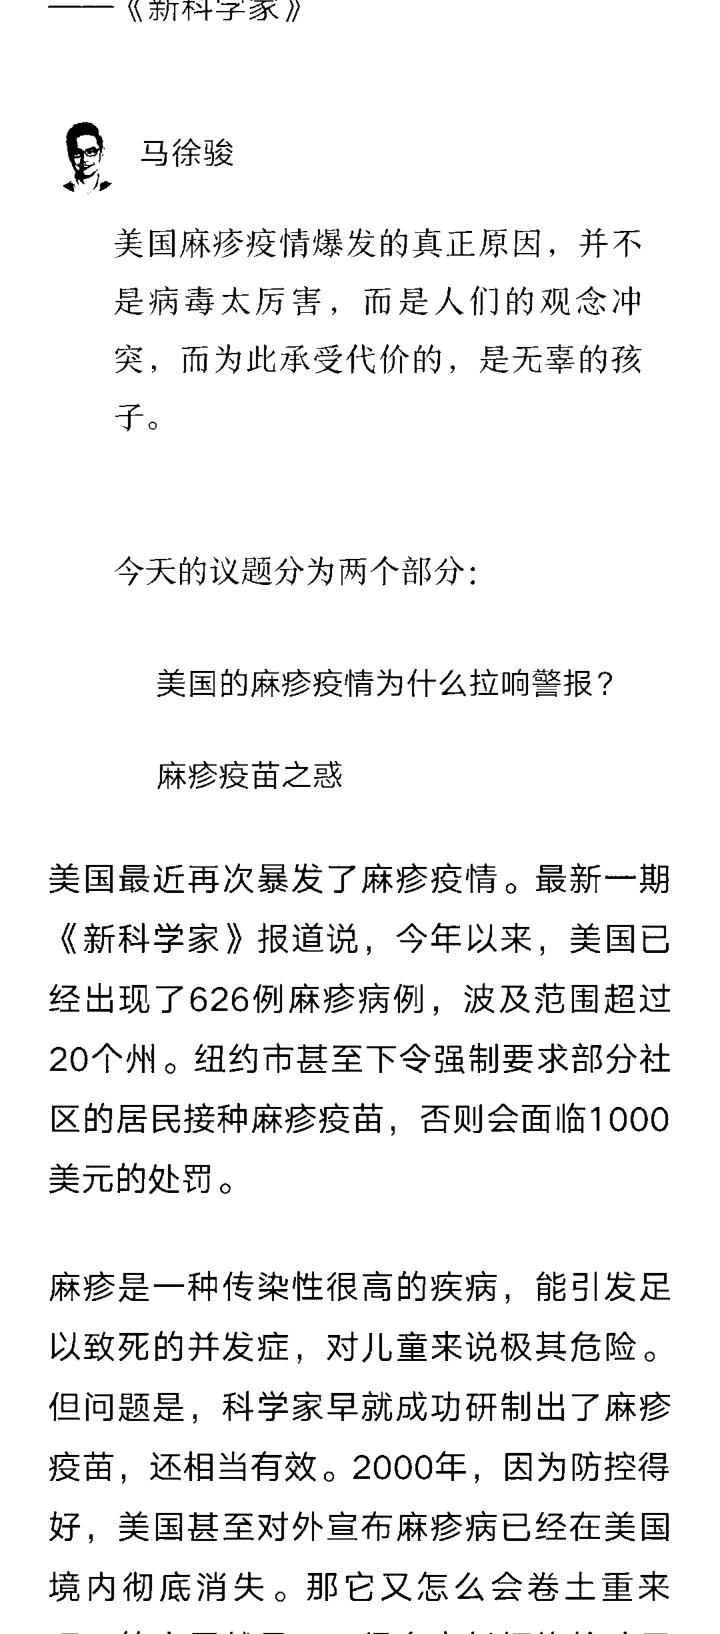 ——《新科学家》
马徐骏
美国麻疹疫情爆发的真正原因，并不
是病毒太厉害，而是人们的观念冲
突，而为此承受代价的，是无辜的孩
子。
今天的议题分为两个部分：
美国的麻疹疫情为什么拉响警报？
麻疹疫苗之惑
美国最近再次暴发了麻疹疫情。最新一期
《新科学家》报道说，今年以来，美国已
经出现了626例麻疹病例，波及范围超过
20个州。纽约市甚至下令强制要求部分社
区的居民接种麻疹疫苗，否则会面临1000
美元的处罚。
麻疹是一种传染性很高的疾病，能引发足
以致死的并发症，对儿童来说极其危险。
但问题是，科学家早就成功研制出了麻疹
疫苗，还相当有效。2000年，因为防控得
好，美国甚至对外宣布麻疹病已经在美国
境内彻底消失。那它又怎么会卷土重来